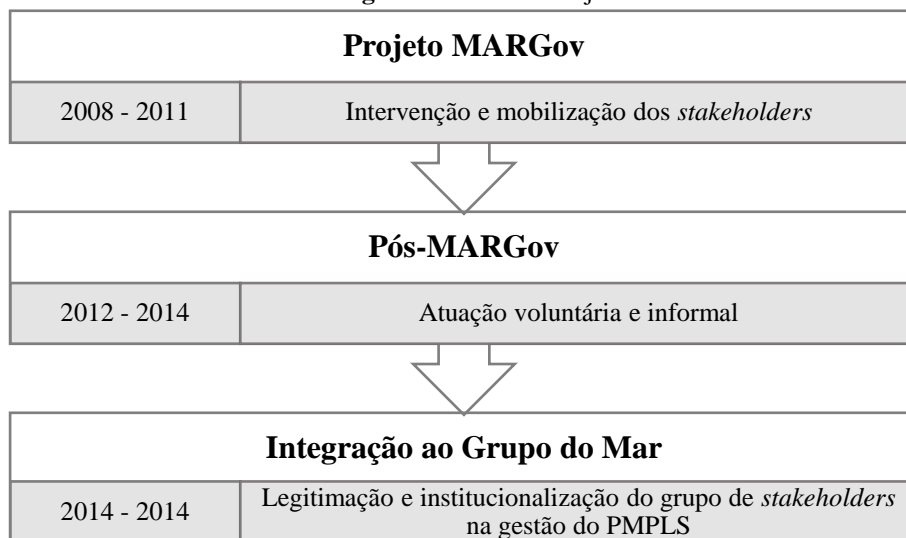 Projeto MARGov
2008 - 2011
Intervenção e mobilização dos stakeholders
Pós-MARGov
2012 - 2014
Atuação voluntária e informal
Integração ao Grupo do Mar
2014 - 2014
Legitimação e institucionalização do grupo de stakeholders
na gestão do PMPLS